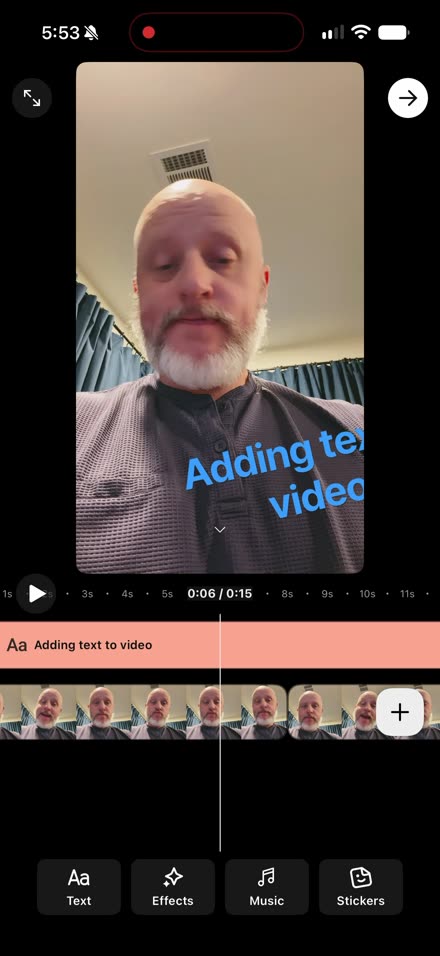 5:53
Adding tex
video
1s
3s
4s
5s
0:06 / 0:15
8s
9s
10s
11s
Aa Adding text to video
Aa
Text
Effects
Music
Stickers